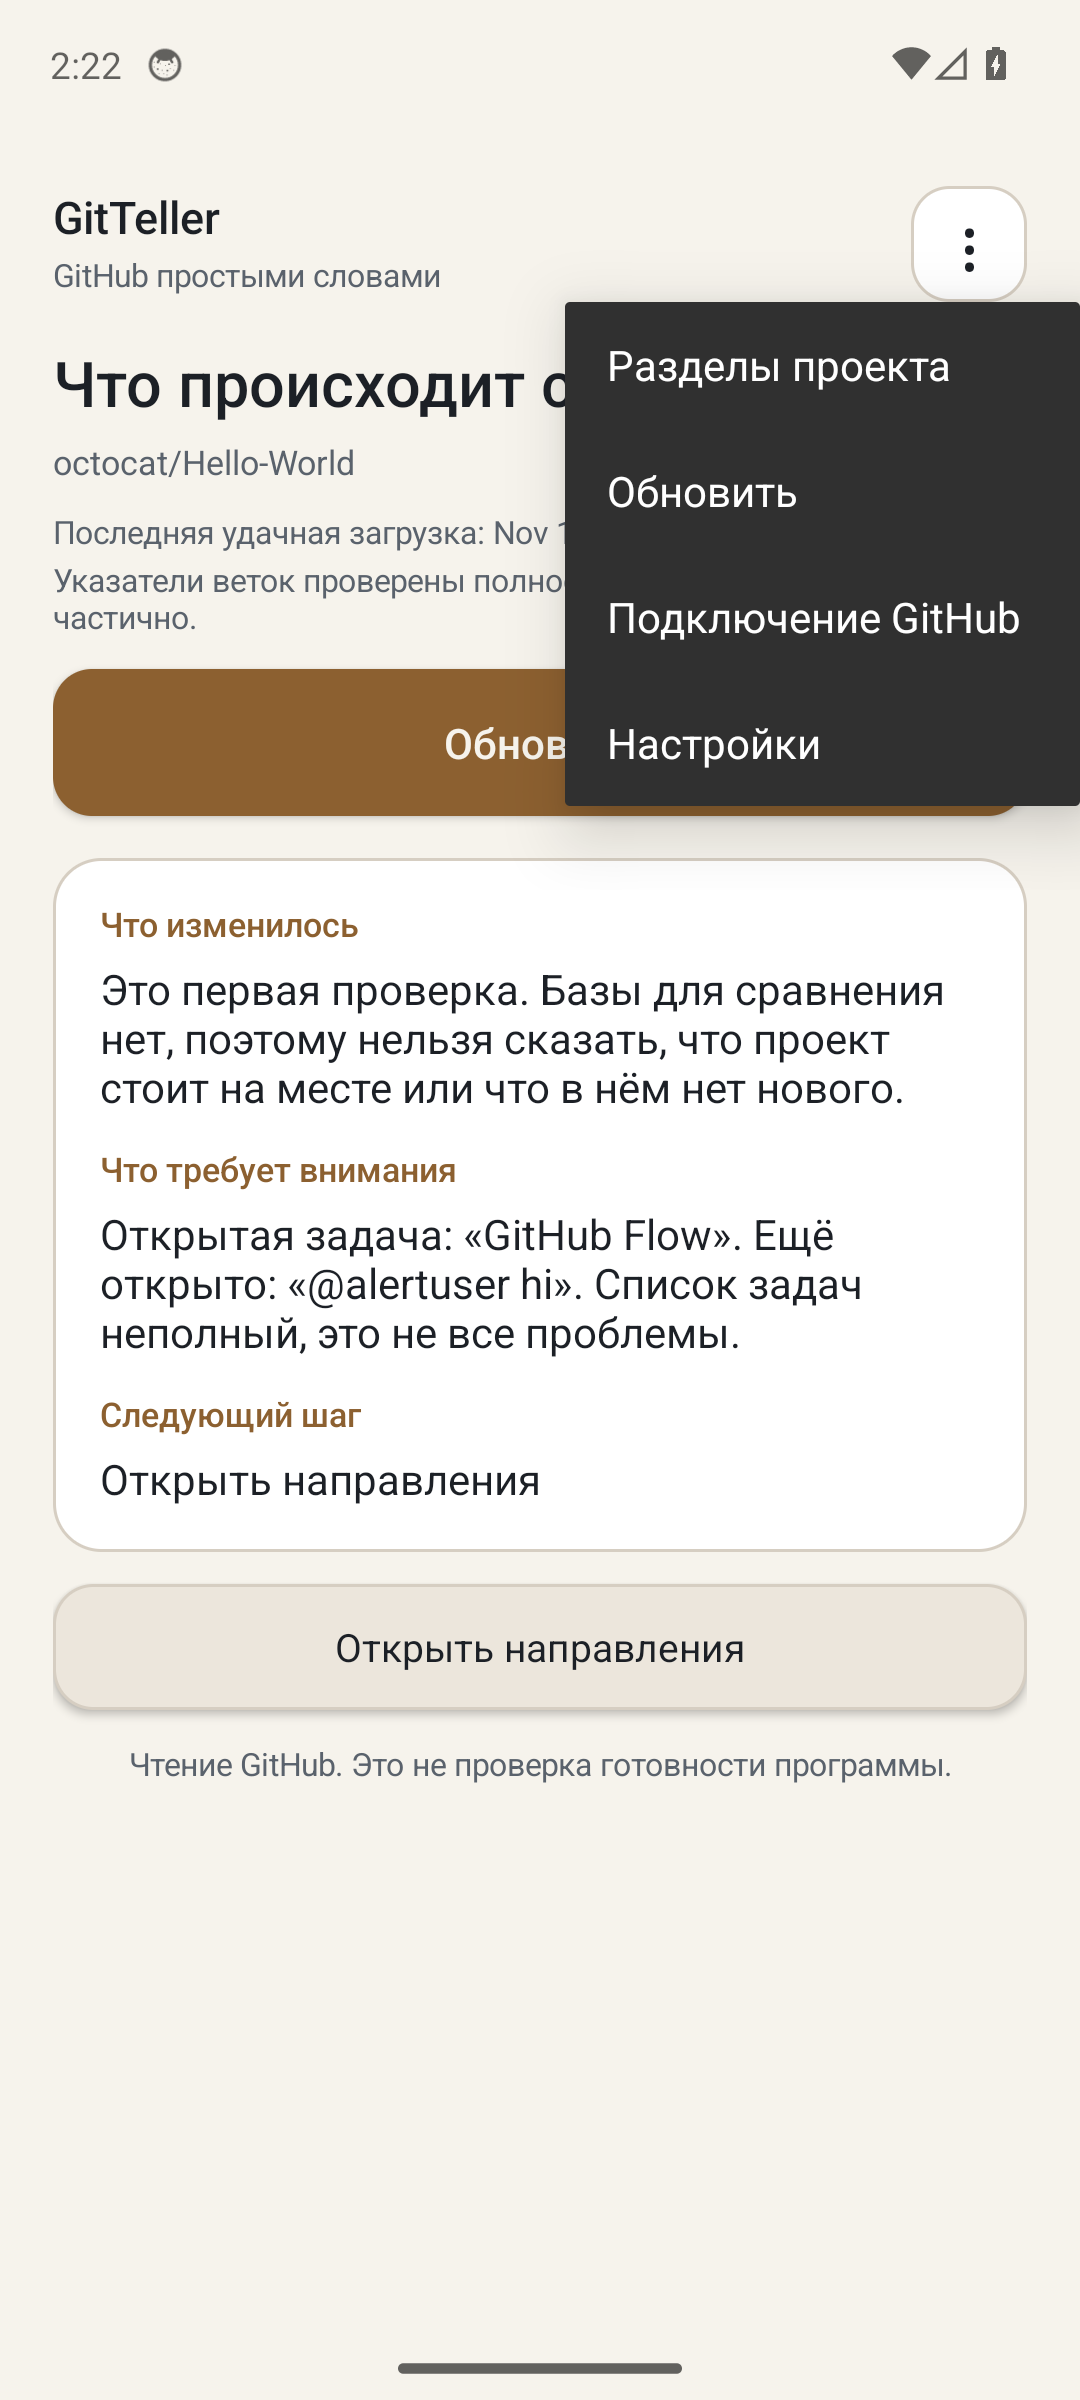 2:22
GitTeller
GitHub простыми словами
Что происходит
octocat/Hello-World
Последняя удачная загрузка: Nov
Указатели веток проверены
частично.
Разделы проекта
Обновить
Подключение GitHub
Настройки
Что изменилось
Это первая проверка. Базы для сравнения
нет, поэтому нельзя сказать, что проект
стоит на месте или что в нём нет нового.
Что требует внимания
Открытая задача: «GitHub Flow». Ещё
открыто: «@alertuser hi». Список задач
неполный, это не все проблемы.
Следующий шаг
Открыть направления
Открыть направления
Чтение GitHub. Это не проверка готовности программы.